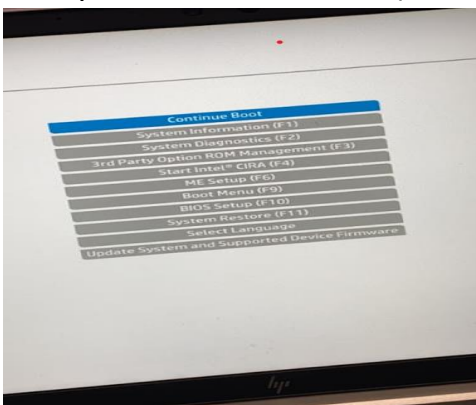 Continue Boot
System Information (F1)
System Diagnostics (F2)
3rd Party Option ROM Management (F3)
Start Intel® CIRA (F4)
ME Setup (F6)
Boot Menu (F9)
BIOS Setup (F10)
System Restore (F11)
Select Language
Update System and Supported Device Firmware
hp